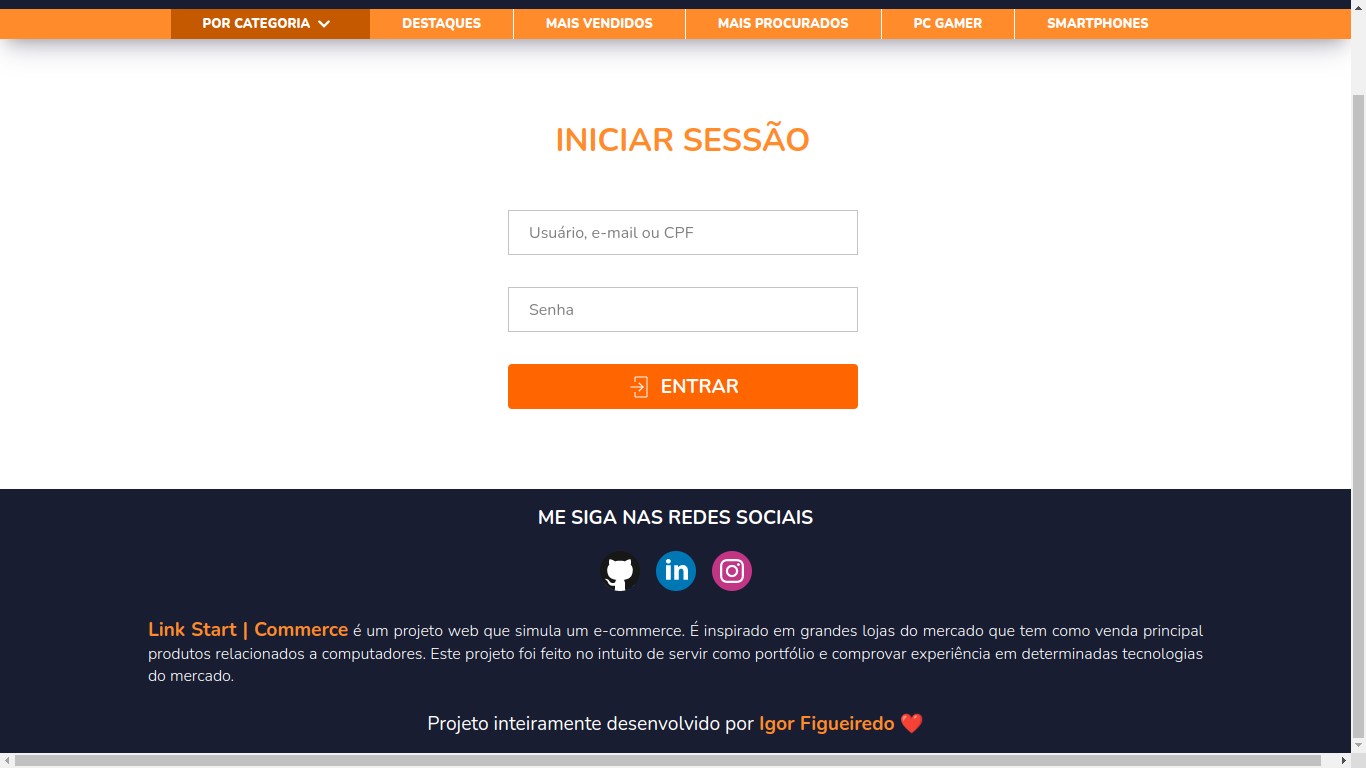 POR CATEGORIA
DESTAQUES
MAIS VENDIDOS
MAIS PROCURADOS
PC GAMER
SMARTPHONES
INICIAR SESSÃO
Usuário, e-mail ou CPF
Senha
ENTRAR
ME SIGA NAS REDES SOCIAIS
in
Link Start | Commerce é um projeto web que simula um e-commerce. É inspirado em grandes lojas do mercado que tem como venda principal
produtos relacionados a computadores. Este projeto foi feito no intuito de servir como portfólio e comprovar experiência em determinadas tecnologias
do mercado.
Projeto inteiramente desenvolvido por Igor Figueiredo ❤️